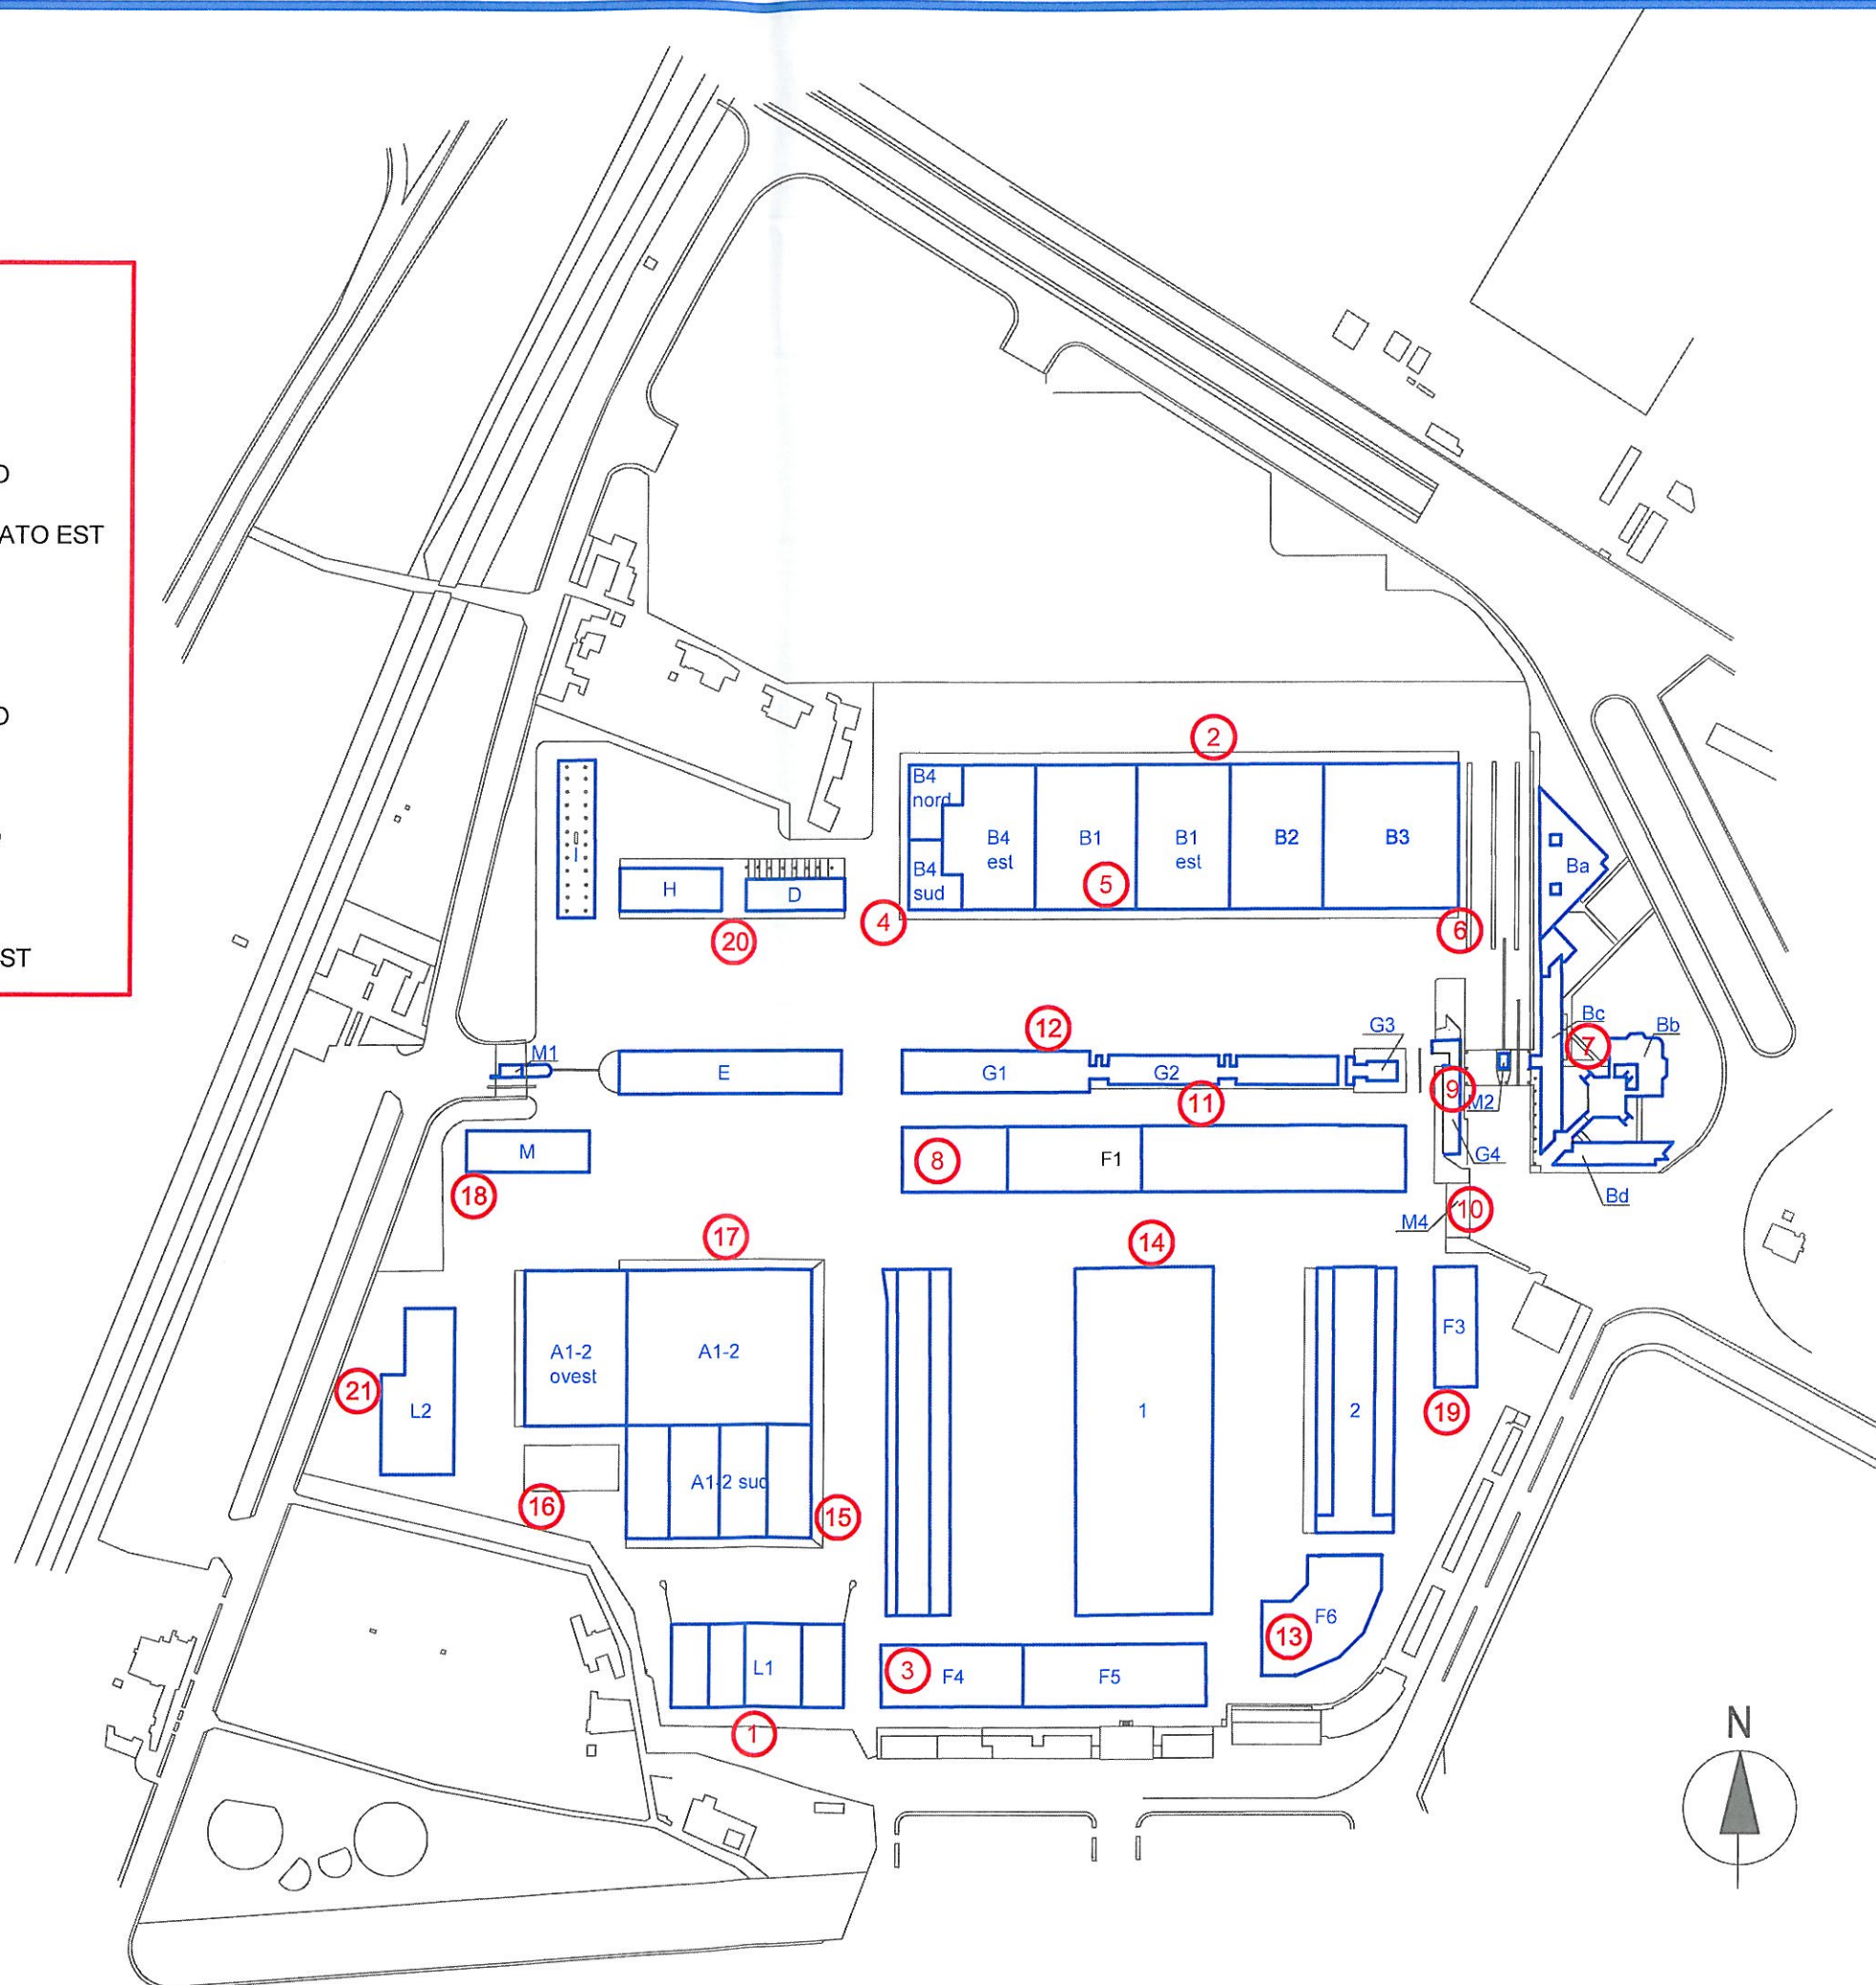 D
ATO EST
D
ST
2
B4
nord
B4
sud
B4
est
B1
B1
est
B2
B3
5
4
6
I
H
D
20
Ba
Bc
Bb
7
Bd
M1
E
12
G1
G2
G3
11
9
M2
G4
M4
10
M
18
8
F1
17
14
A1-2
ovest
A1-2
A1-2 sud
16
15
21
L2
1
2
F3
19
F6
13
L1
1
3
F4
F5
N